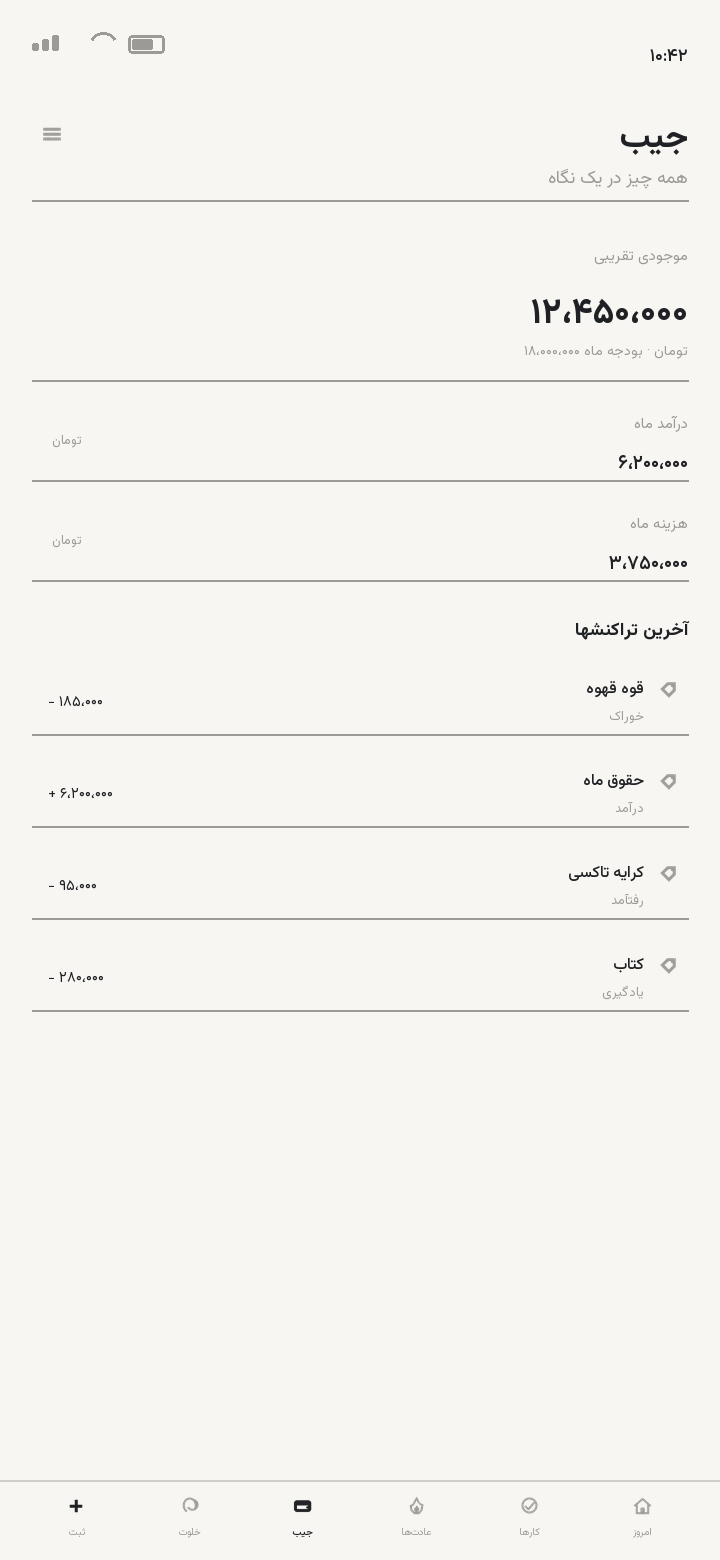 ۱۰:۴۲
جیب
همه چیز در یک نگاه
موجودی تقریبی
۱۲،۴۵۰،۰۰۰
تومان · بودجه ماه ۱۸،۰۰۰،۰۰۰
درآمد ماه
تومان
۶،۲۰۰،۰۰۰
هزینه ماه
تومان
۳،۷۵۰،۰۰۰
آخرین تراکنشها
قوه قهوه
- ۱۸۵،۰۰۰
خوراک
حقوق ماه
+ ۶،۲۰۰،۰۰۰
درآمد
کرایه تاکسی
- ۹۵،۰۰۰
رفتآمد
کتاب
- ۲۸۰،۰۰۰
یادگیری
امروز کارها عادت‌ها جیب خلوت ثبت